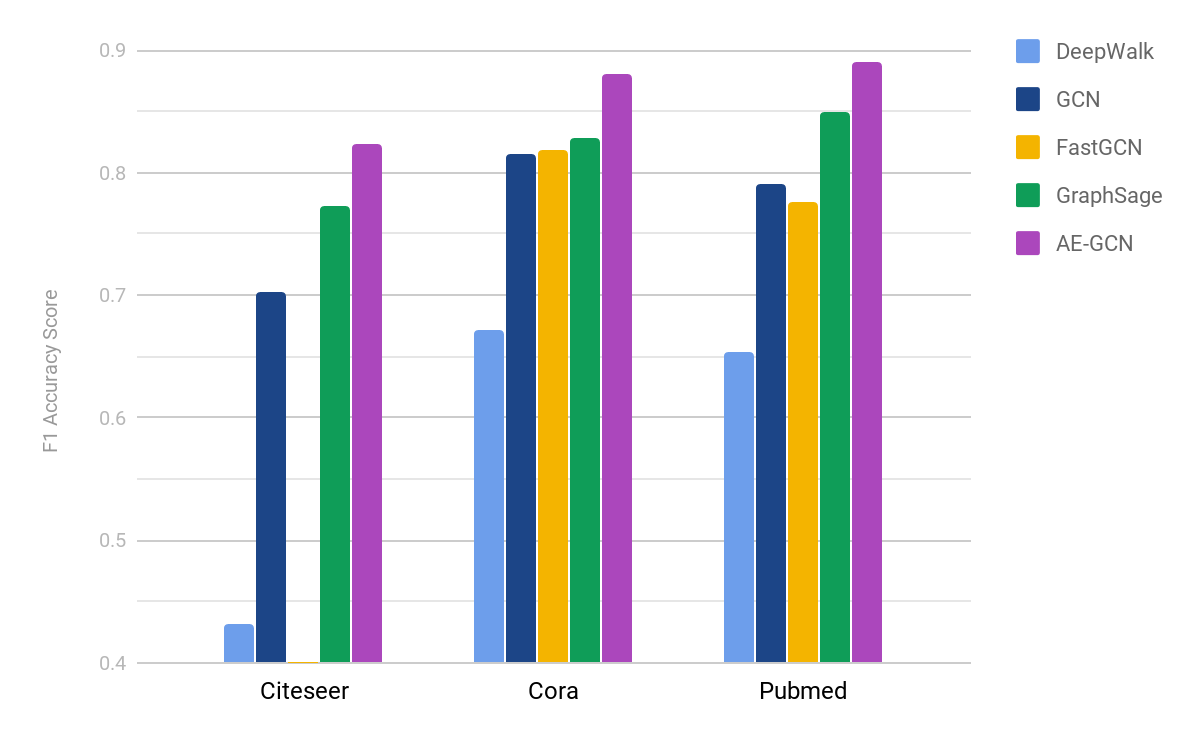 0.9
0.8
0.7
0.6
0.5
0.4
F1 Accuracy Score
Citeseer
Cora
Pubmed
DeepWalk
GCN
FastGCN
GraphSage
AE-GCN